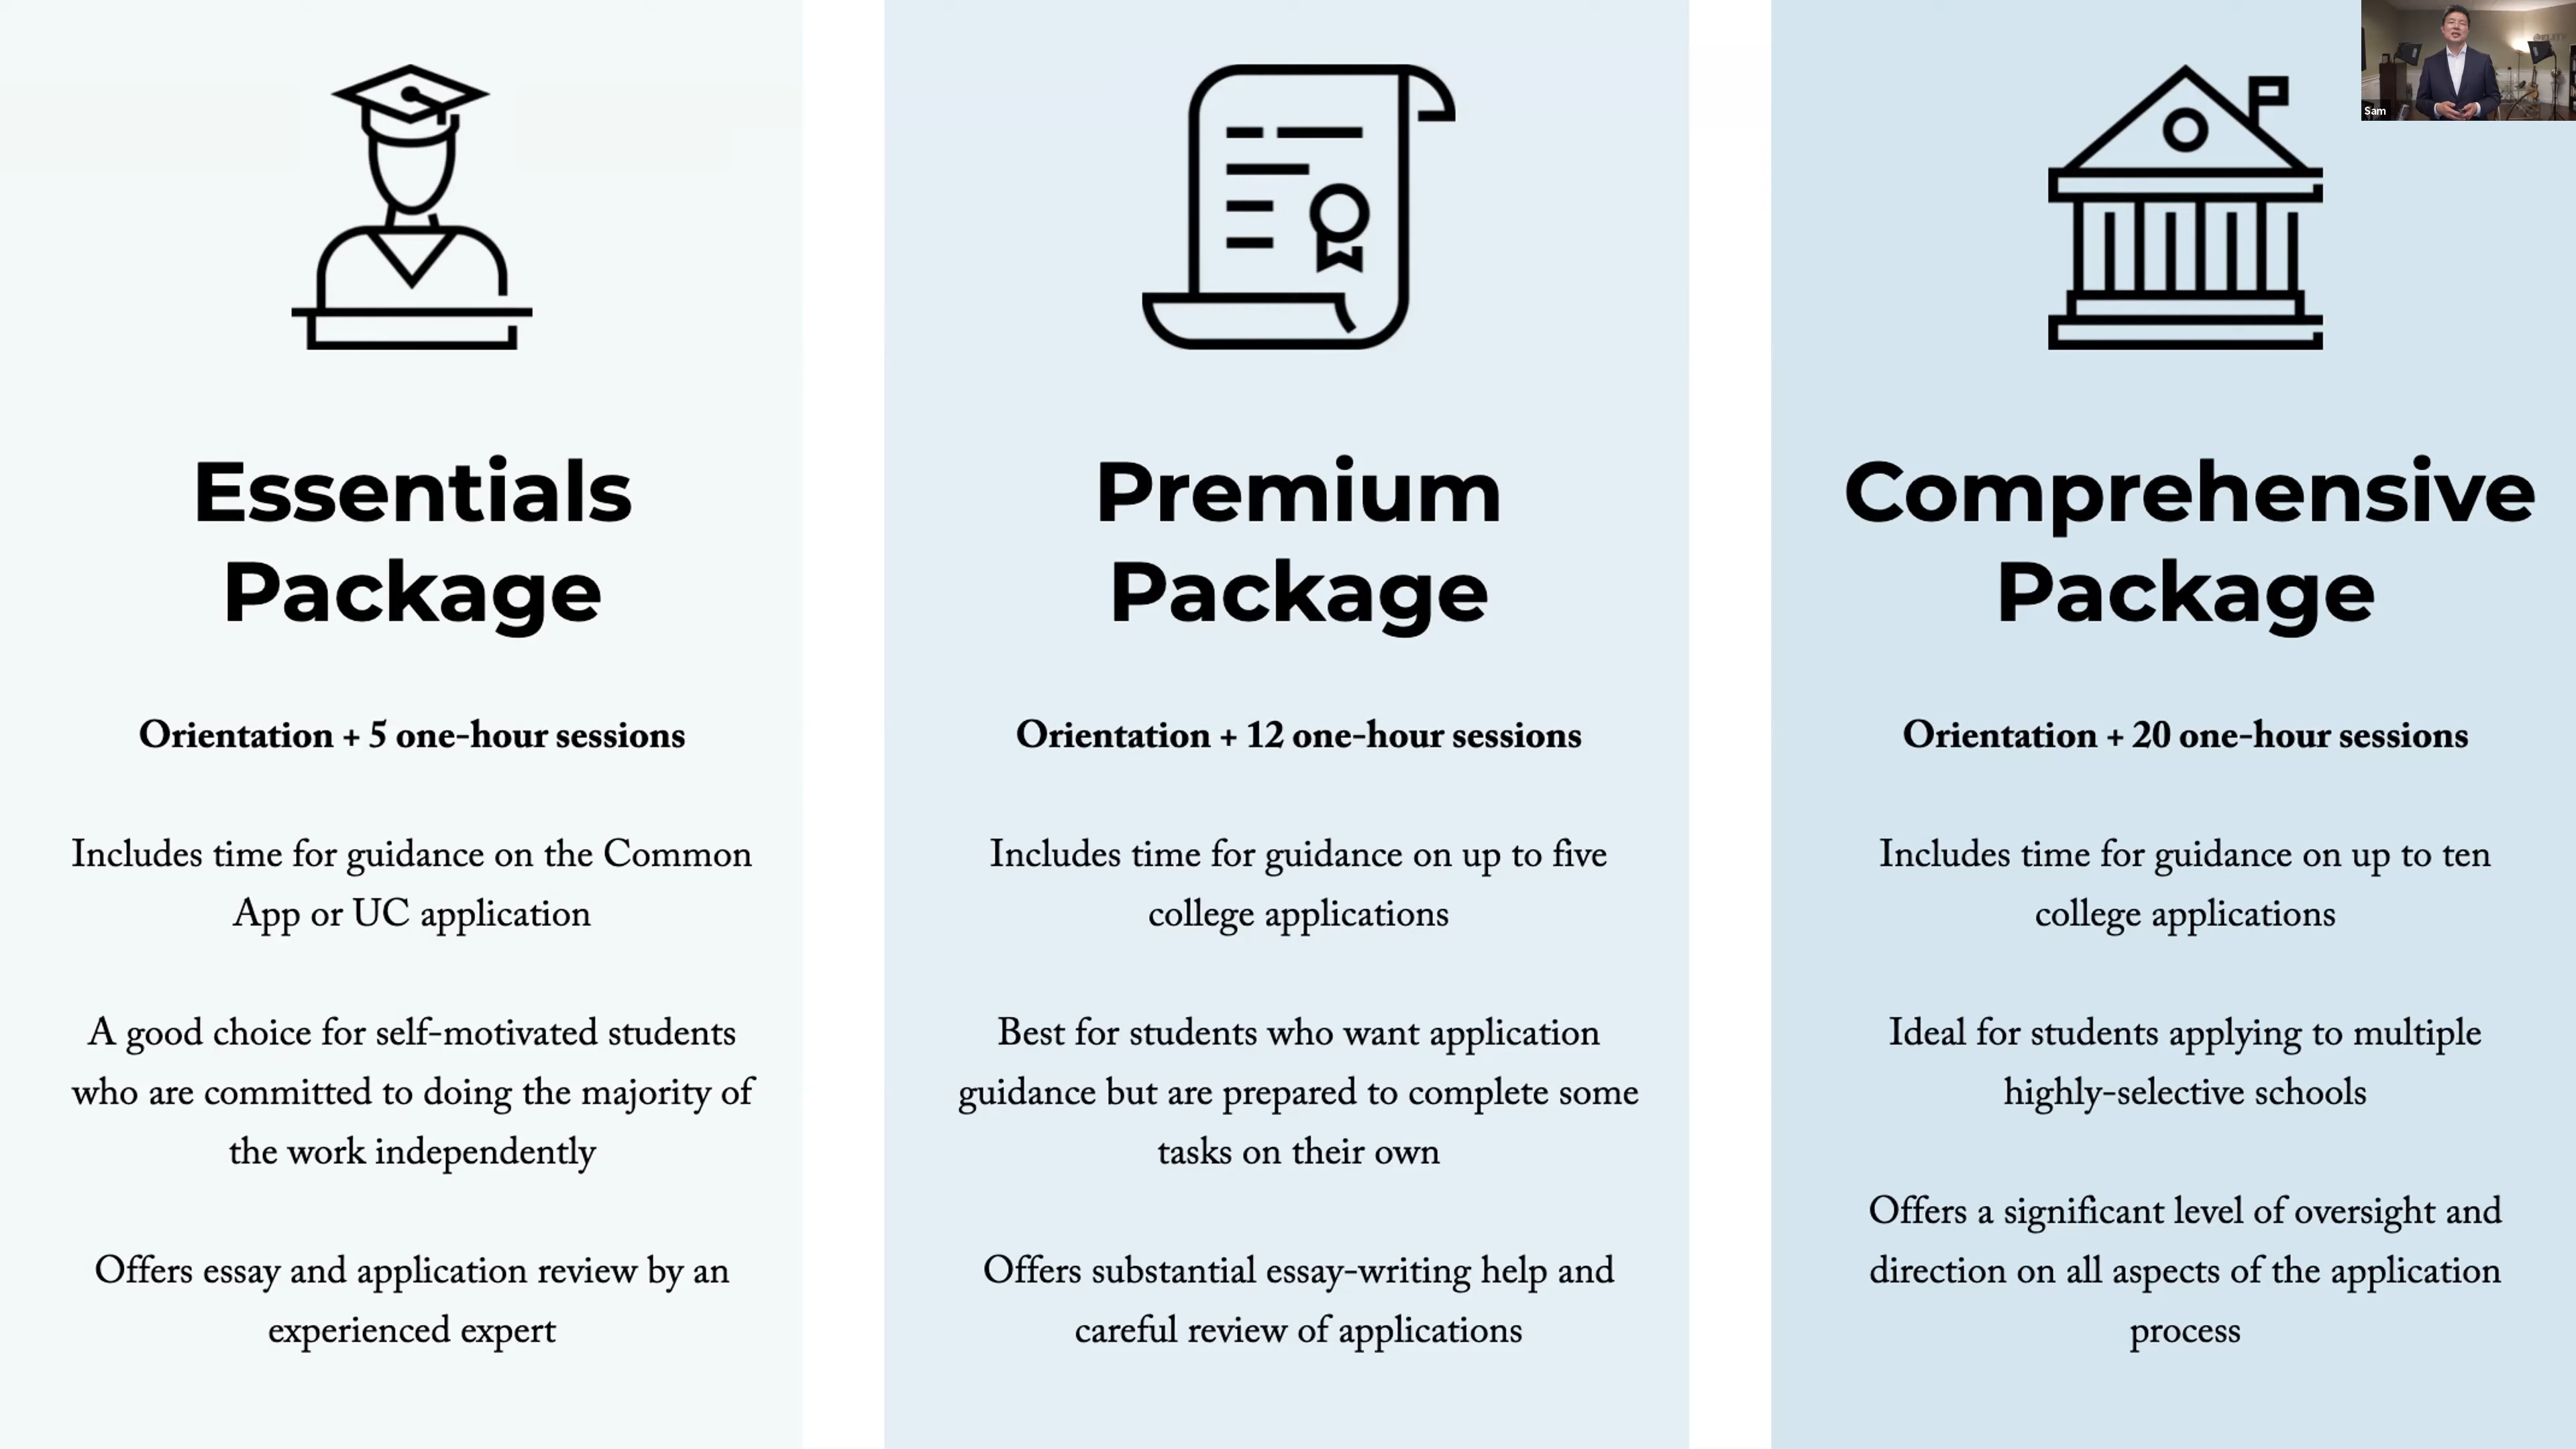 Sam
Essentials
Package
Orientation + 5 one-hour sessions
Includes time for guidance on the Common
App or UC application
A good choice for self-motivated students
who are committed to doing the majority of
the work independently
Offers essay and application review by an
experienced expert
Premium
Package
Orientation + 12 one-hour sessions
Includes time for guidance on up to five
college applications
Best for students who want application
guidance but are prepared to complete some
tasks on their own
Offers substantial essay-writing help and
careful review of applications
Comprehensive
Package
Orientation + 20 one-hour sessions
Includes time for guidance on up to ten
college applications
Ideal for students applying to multiple
highly-selective schools
Offers a significant level of oversight and
direction on all aspects of the application
process